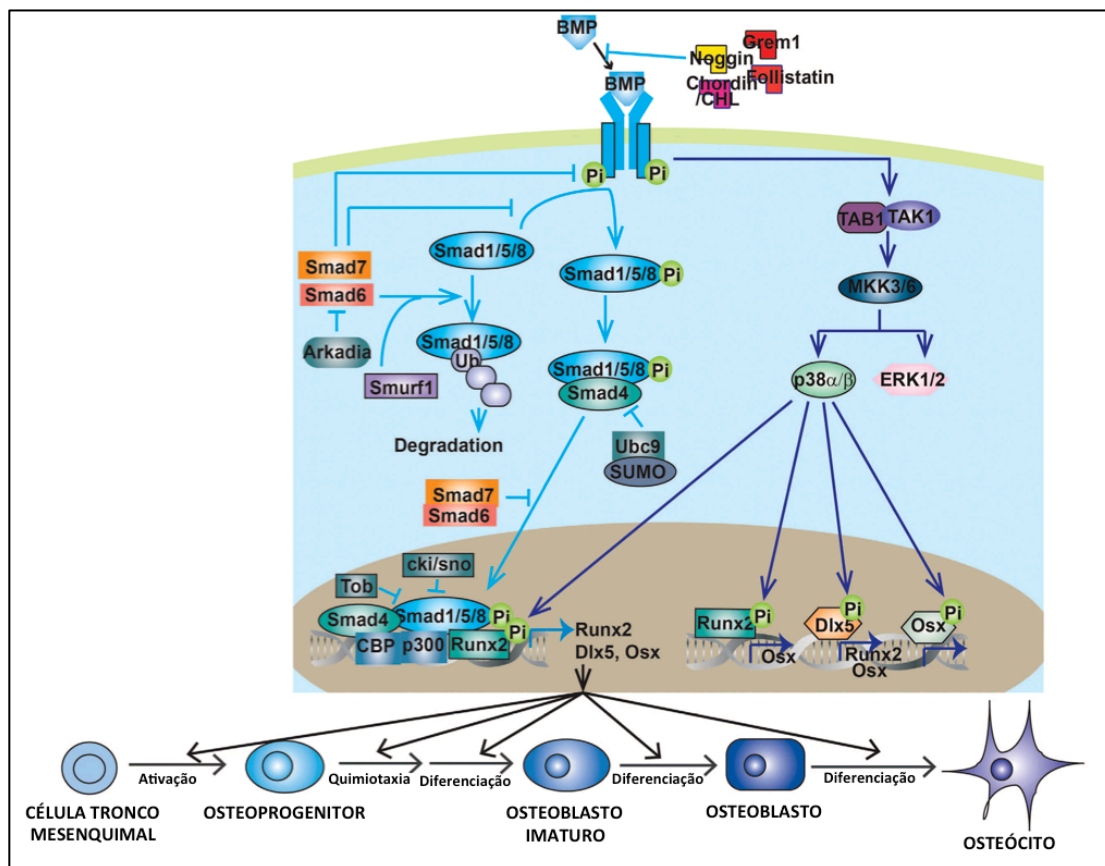 BMP
Grem1
Noggin
BMP
Follistatin
Chordin
/CHL
Pi
Pi
TAB1
TAK1
Smad1/5/8
Smad7
Smad1/5/8
Pi
MKK3/6
Smad6
Arkadia
Smad1/5/8
Ub
Smad1/5/8
Pi
Smad4
p38α/β
ERK1/2
Smurf1
Degradation
Ubc9
SUMO
Smad7
Smad6
cki/sno
Tob
Smad4
Smad1/5/8
Pi
Pi
CBP
p300
Runx2
Runx2
Dlx5, Osx
Runx2
Pi
Osx
Pi
Dlx5
Runx2
Osx
Pi
Osx
Ativação
Quimiotaxia
Diferenciação
Diferenciação
Diferenciação
CÉLULA TRONCO
MESENQUIMAL
OSTEOPROGENITOR
OSTEOBLASTO
IMATURO
OSTEOBLASTO
OSTEÓCITO